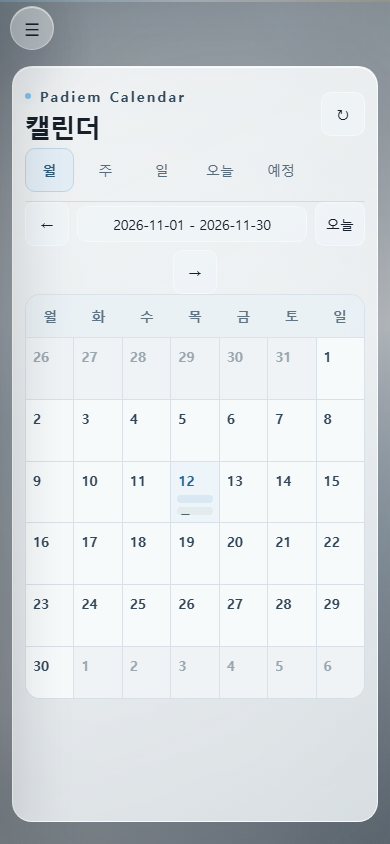 ☰
Padiem Calendar
캘린더
↻
월 주 일 오늘 예정
← 2026-11-01 - 2026-11-30 오늘
→
월 화 수 목 금 토 일
26 27 28 29 30 31 1
2 3 4 5 6 7 8
9 10 11 12 13 14 15
16 17 18 19 20 21 22
23 24 25 26 27 28 29
30 1 2 3 4 5 6